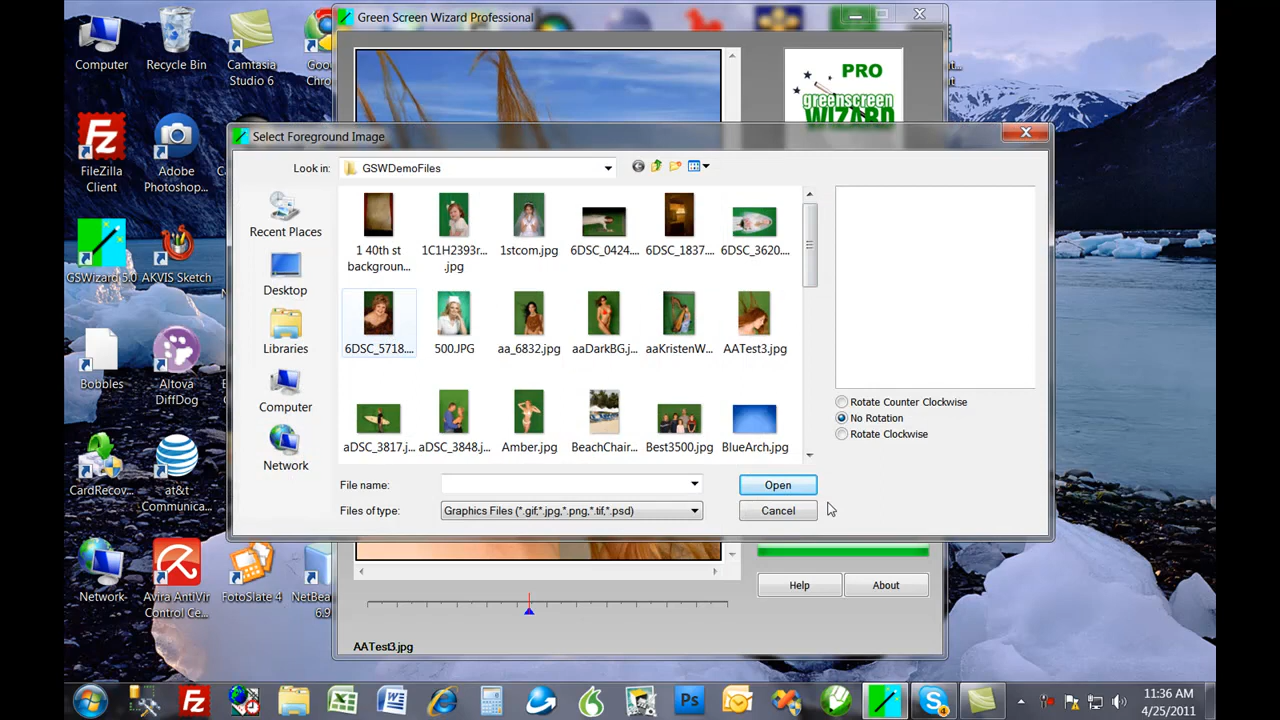 Green Screen Wizard Professional
Computer
Recycle Bin
Camtasia
Studio 6
PRO
greenscreen
WIZARD
Select Foreground Image
Look in:
GSWDemoFiles
FileZilla
Client
Adobe
Photoshop...
Recent Places
1 40th st
backgroun...
1C1H2393r...
.jpg
1stcom.jpg
6DSC_0424....
6DSC_1837....
6DSC_3620....
Desktop
GSWizard 5.0
AKVIS Sketch
Libraries
6DSC_5718....
500.JPG
aa_6832.jpg
aaDarkBG.j...
aaKristenW...
AATest3.jpg
Bobbles
Altova
DiffDog
Computer
Rotate Counter Clockwise
No Rotation
Rotate Clockwise
aDSC_3817.j...
aDSC_3848.j...
Amber.jpg
BeachChair...
Best3500.jpg
BlueArch.jpg
Network
CardRecov...
at&t
Communica...
File name:
Open
Files of type:
Graphics Files (*.gif,*.jpg,*.png,*.tif,*.psd)
Cancel
Help
About
Network
Avira AntiVir
Control Ce...
FotoSlate 4
NetBea
6.9
AATest3.jpg
11:36 AM
4/25/2011